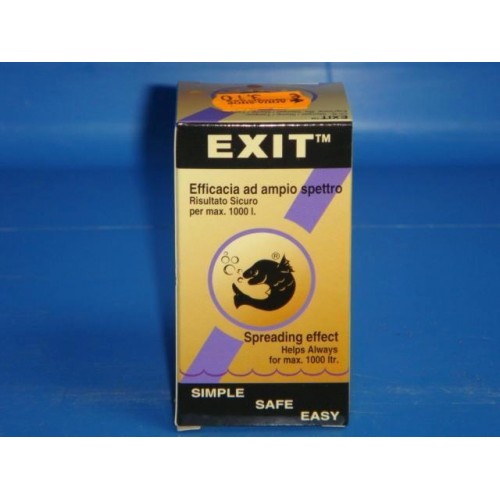 EXIT™
Efficacia ad ampio spettro
Risultato Sicuro
per max. 1000 l.
®
Spreading effect
Helps Always
for max. 1000 ltr.
SIMPLE
SAFE
EASY